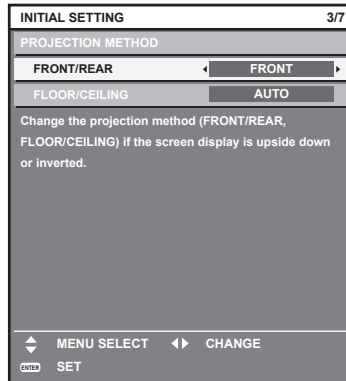 INITIAL SETTING 3/7
PROJECTION METHOD
FRONT/REAR FRONT
FLOOR/CEILING AUTO
Change the projection method (FRONT/REAR,
FLOOR/CEILING) if the screen display is upside down
or inverted.
MENU SELECT CHANGE
ENTER SET